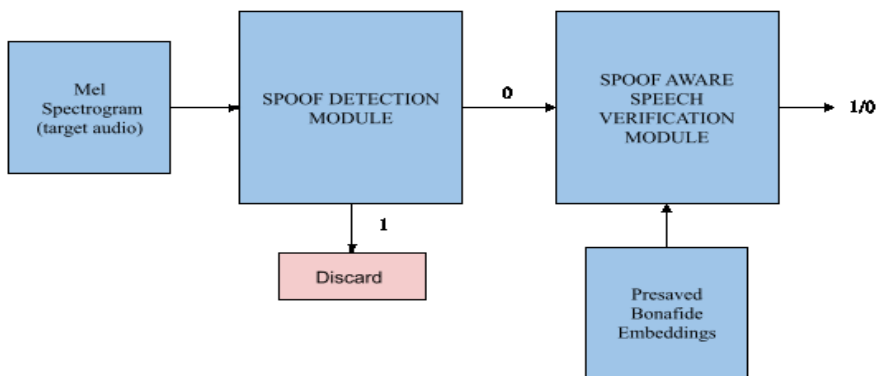 Mel
Spectrogram
(target audio)
SPOOF DETECTION
MODULE
0
SPOOF AWARE
SPEECH
VERIFICATION
MODULE
1/0
1
Discard
Presaved
Bonafide
Embeddings